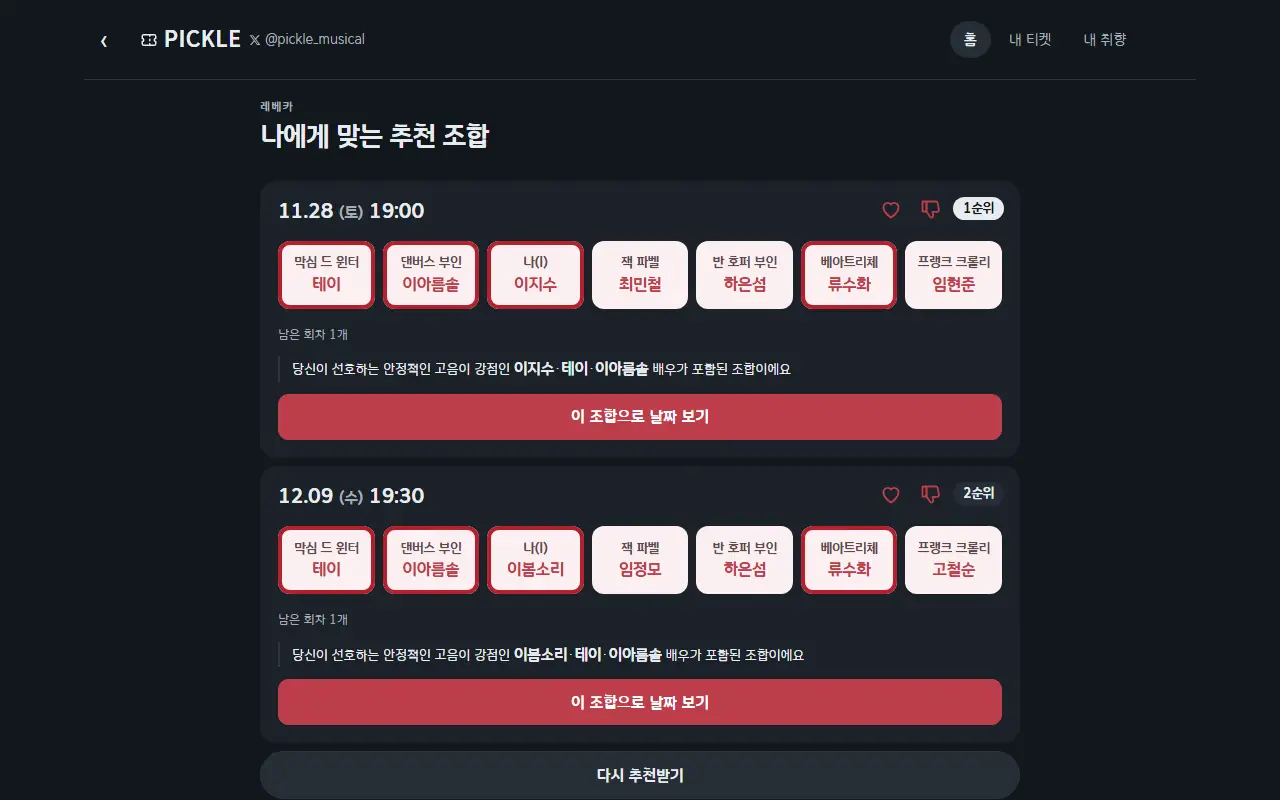 ‹ PICKLE 𝕏 @pickle_musical 홈 내 티켓 내 취향
레베카
나에게 맞는 추천 조합
11.28 (토) 19:00 1순위
막심 드 윈터 댄버스 부인 나(I) 잭 파벨 반 호퍼 부인 베아트리체 프랭크 크롤리
테이 이아름솔 이지수 최민철 하은섬 류수화 임현준
남은 회차 1개
당신이 선호하는 안정적인 고음이 강점인 이지수·테이·이아름솔 배우가 포함된 조합이에요
이 조합으로 날짜 보기
12.09 (수) 19:30 2순위
막심 드 윈터 댄버스 부인 나(I) 잭 파벨 반 호퍼 부인 베아트리체 프랭크 크롤리
테이 이아름솔 이봄소리 임정모 하은섬 류수화 고철순
남은 회차 1개
당신이 선호하는 안정적인 고음이 강점인 이봄소리·테이·이아름솔 배우가 포함된 조합이에요
이 조합으로 날짜 보기
다시 추천받기